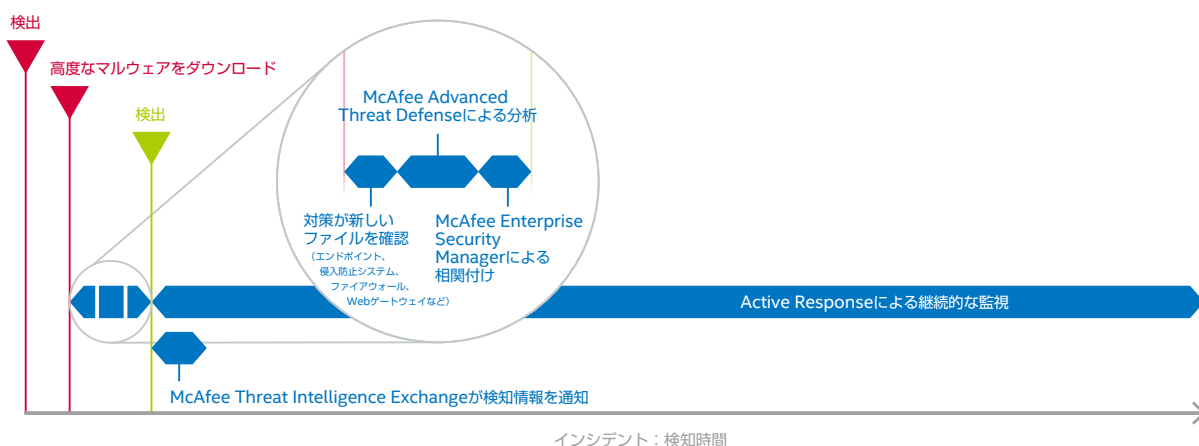 検出
高度なマルウェアをダウンロード
検出
McAfee Advanced
Threat Defenseによる分析
対策が新しい
ファイルを確認
（エンドポイント、
侵入防止システム、
ファイアウォール、
Webゲートウェイなど）
McAfee Enterprise
Security
Managerによる
相関付け
Active Responseによる継続的な監視
McAfee Threat Intelligence Exchangeが検知情報を通知
インシデント：検知時間